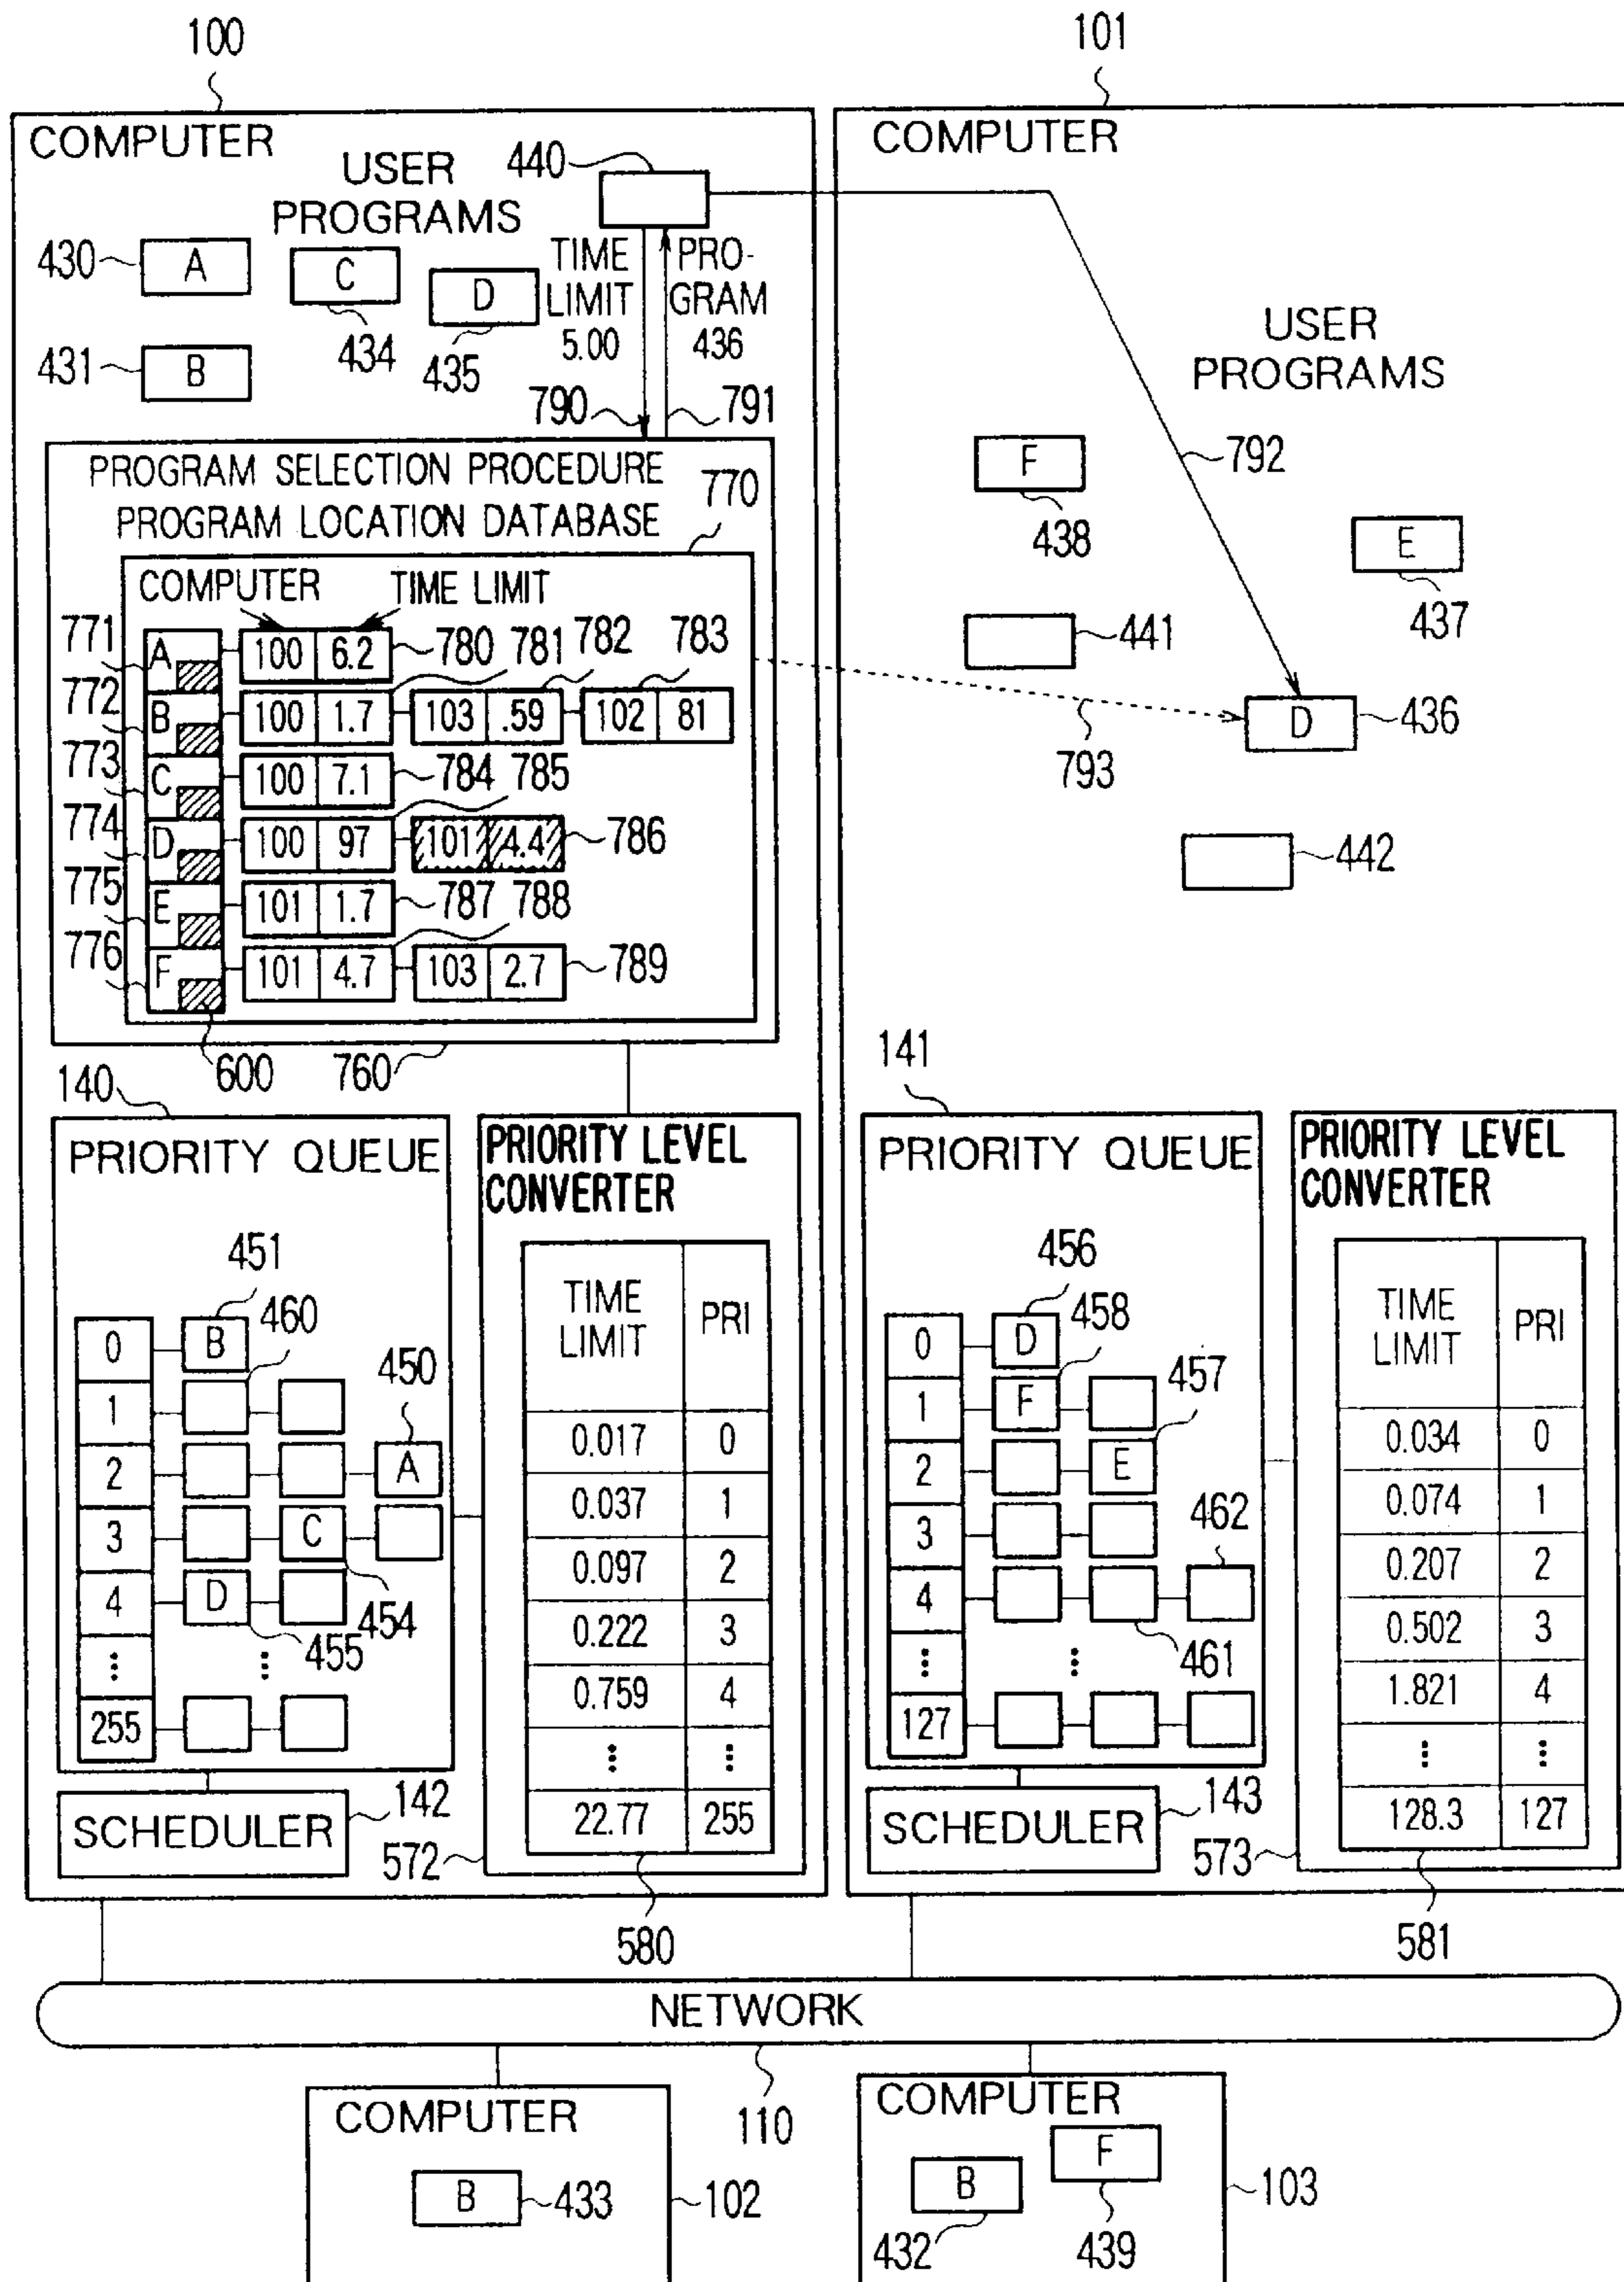 100
101
COMPUTER
USER
PROGRAMS
440
430
A
C
434
D
435
TIME
LIMIT
5.00
PRO-
GRAM
436
431
B
790
791
PROGRAM SELECTION PROCEDURE
PROGRAM LOCATION DATABASE
770
COMPUTER
TIME LIMIT
771
A
100
6.2
780
781
782
783
772
B
100
1.7
103
.59
102
81
773
C
100
7.1
784
785
774
D
100
97
101
4.4
786
775
E
101
1.7
787
788
776
F
101
4.7
103
2.7
789
600
760
COMPUTER
USER
PROGRAMS
792
F
438
E
437
441
D
436
793
442
140
PRIORITY QUEUE
451
460
450
0
B
1
2
A
3
C
4
D
454
455
⋮
⋮
255
SCHEDULER
142
PRIORITY LEVEL
CONVERTER
TIME
LIMIT
PRI
0.017
0
0.037
1
0.097
2
0.222
3
0.759
4
⋮
⋮
22.77
255
572
580
141
PRIORITY QUEUE
456
458
457
0
D
1
F
2
E
3
462
4
461
⋮
⋮
127
SCHEDULER
143
PRIORITY LEVEL
CONVERTER
TIME
LIMIT
PRI
0.034
0
0.074
1
0.207
2
0.502
3
1.821
4
⋮
⋮
128.3
127
573
581
NETWORK
110
COMPUTER
B
433
102
COMPUTER
B
432
F
439
103